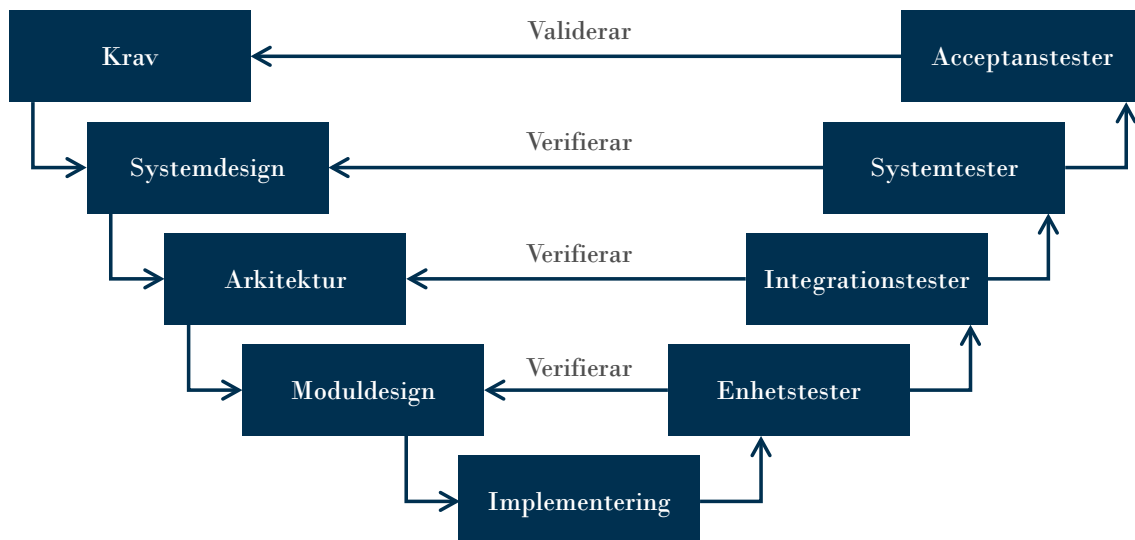 Krav
Validerar
Acceptanstester
Systemdesign
Verifierar
Systemtester
Arkitektur
Verifierar
Integrationstester
Moduldesign
Verifierar
Enhetstester
Implementering